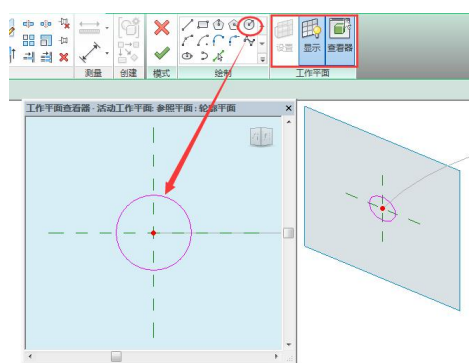 设置 显示 查看器
测量 创建 模式 绘制 工作平面
工作平面查看器 - 活动工作平面: 参照平面 : 轮廓平面